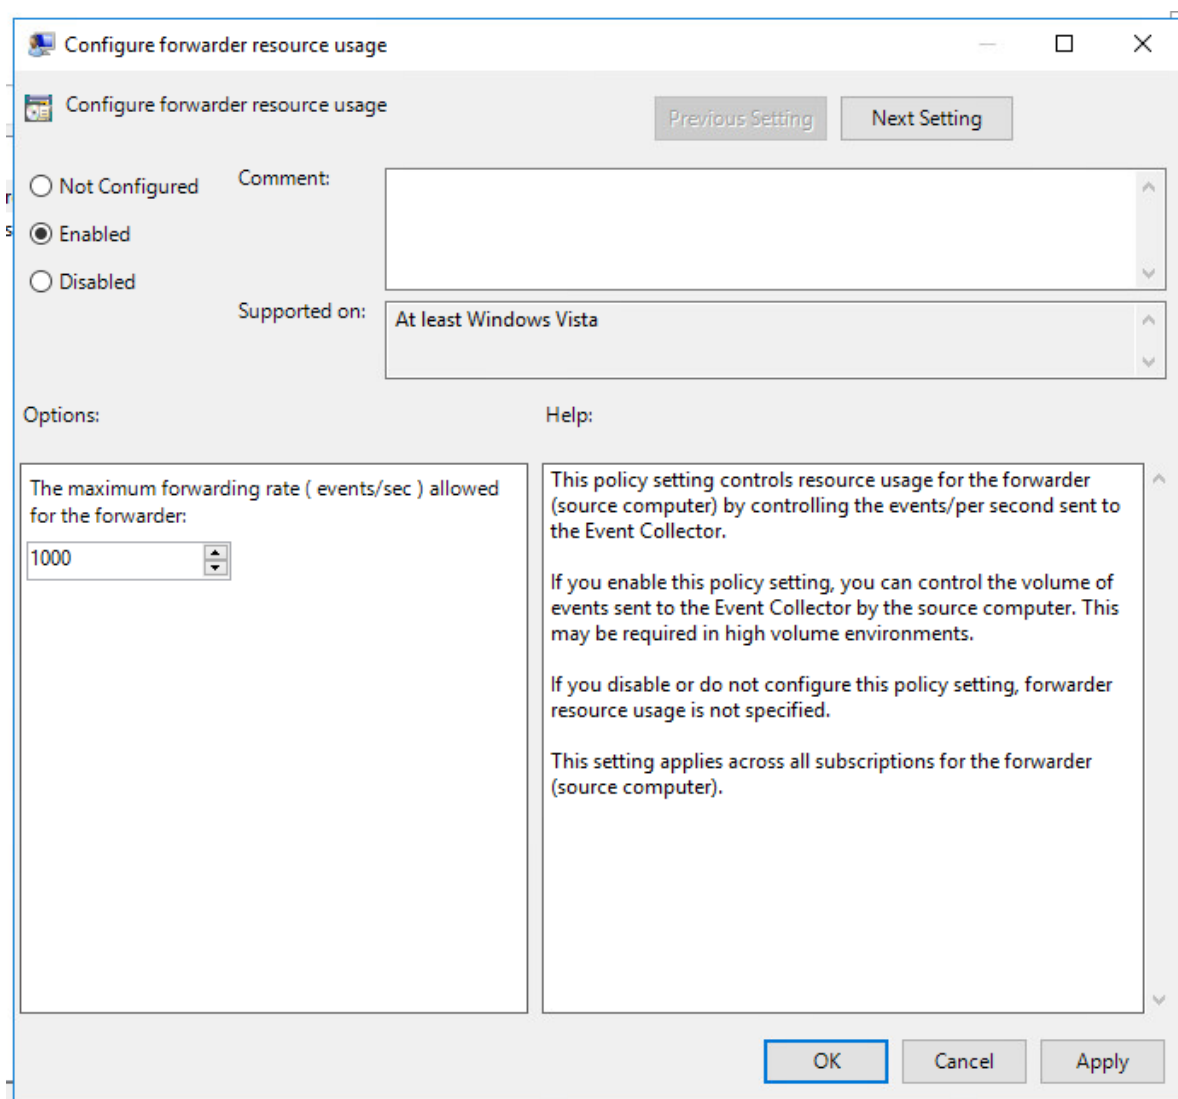 Configure forwarder resource usage
Configure forwarder resource usage
Previous Setting
Next Setting
Not Configured
Enabled
Disabled
Comment:
Supported on:
At least Windows Vista
Options:
Help:
The maximum forwarding rate ( events/sec ) allowed
for the forwarder:
1000
This policy setting controls resource usage for the forwarder
(source computer) by controlling the events/per second sent to
the Event Collector.
If you enable this policy setting, you can control the volume of
events sent to the Event Collector by the source computer. This
may be required in high volume environments.
If you disable or do not configure this policy setting, forwarder
resource usage is not specified.
This setting applies across all subscriptions for the forwarder
(source computer).
OK
Cancel
Apply